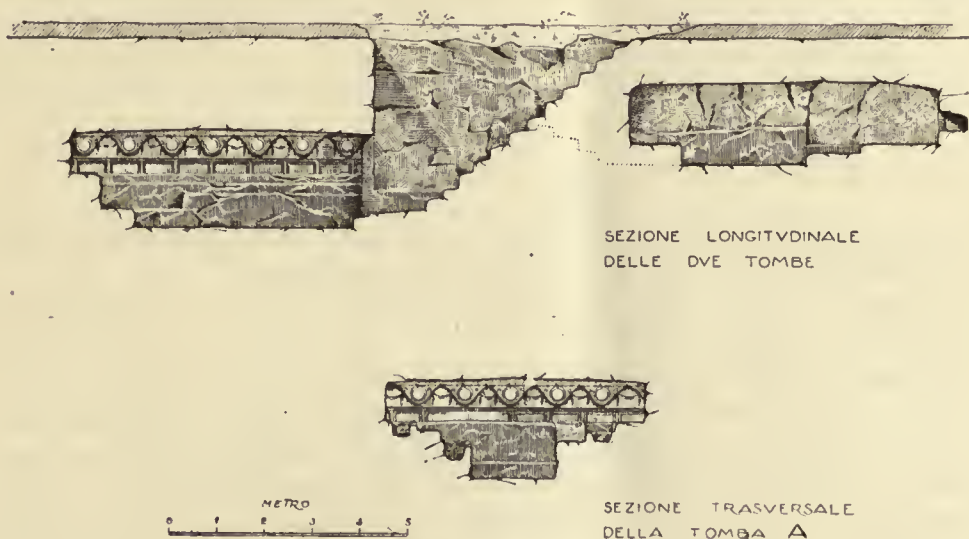 SEZIONE LONGITVDINALE
DELLE DVE TOMBE
METRO
0 1 2 3 4 5
SEZIONE TRASVERSALE
DELLA TOMBA A